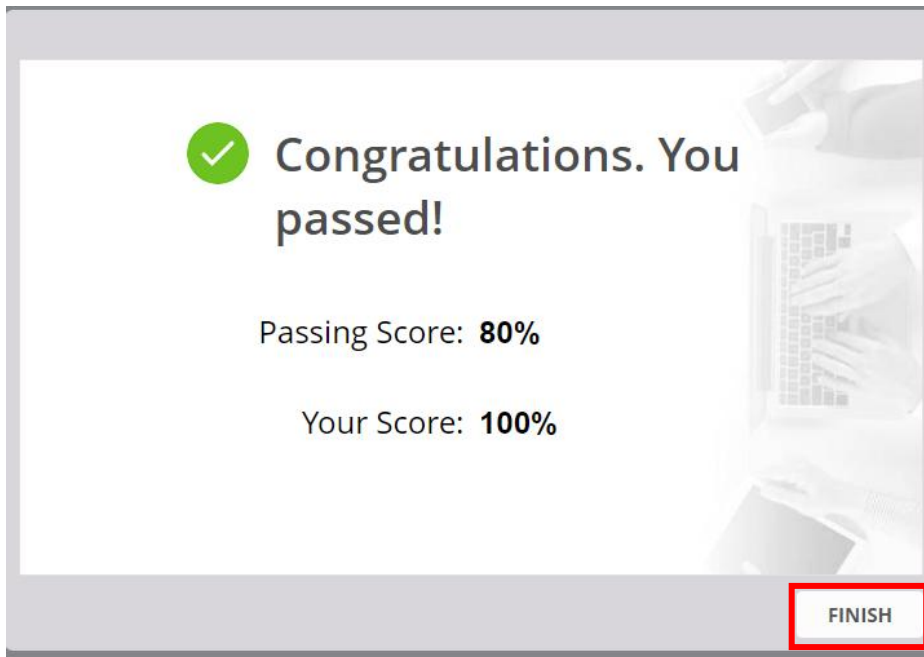 Congratulations. You
passed!
Passing Score: 80%
Your Score: 100%
FINISH